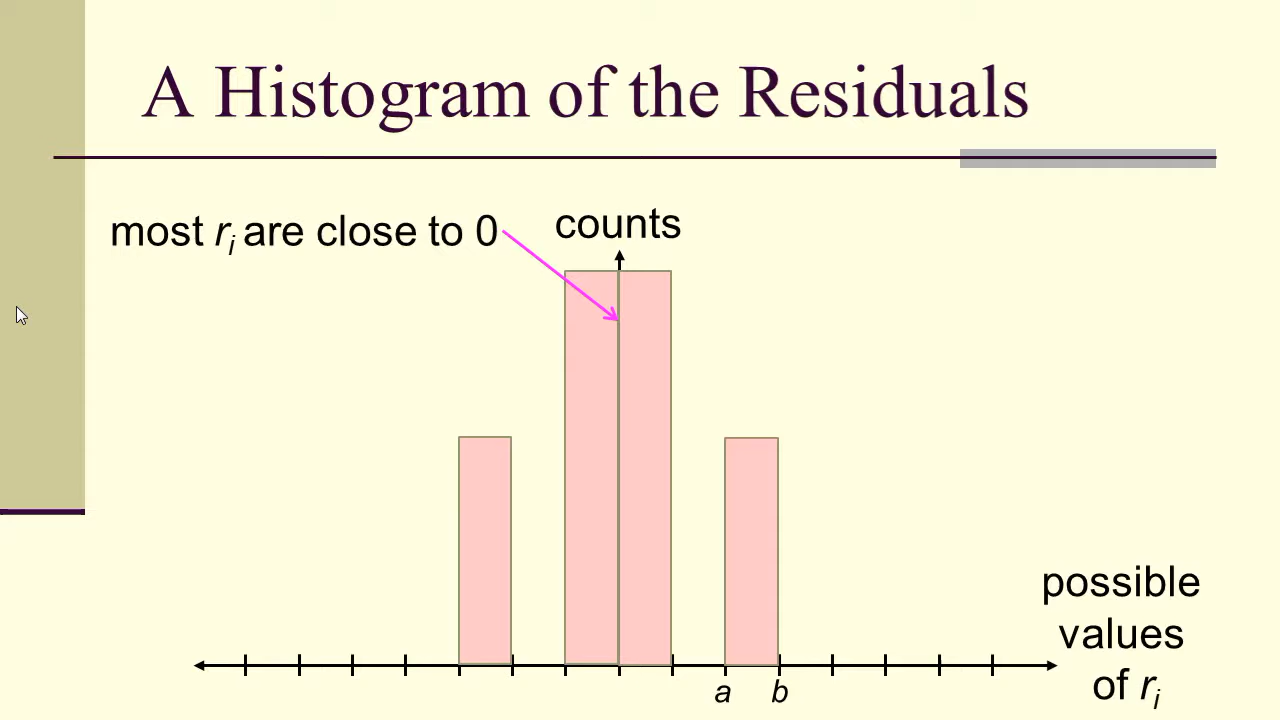 A Histogram of the Residuals
most rᵢ are close to 0
counts
possible
values
of rᵢ
a b